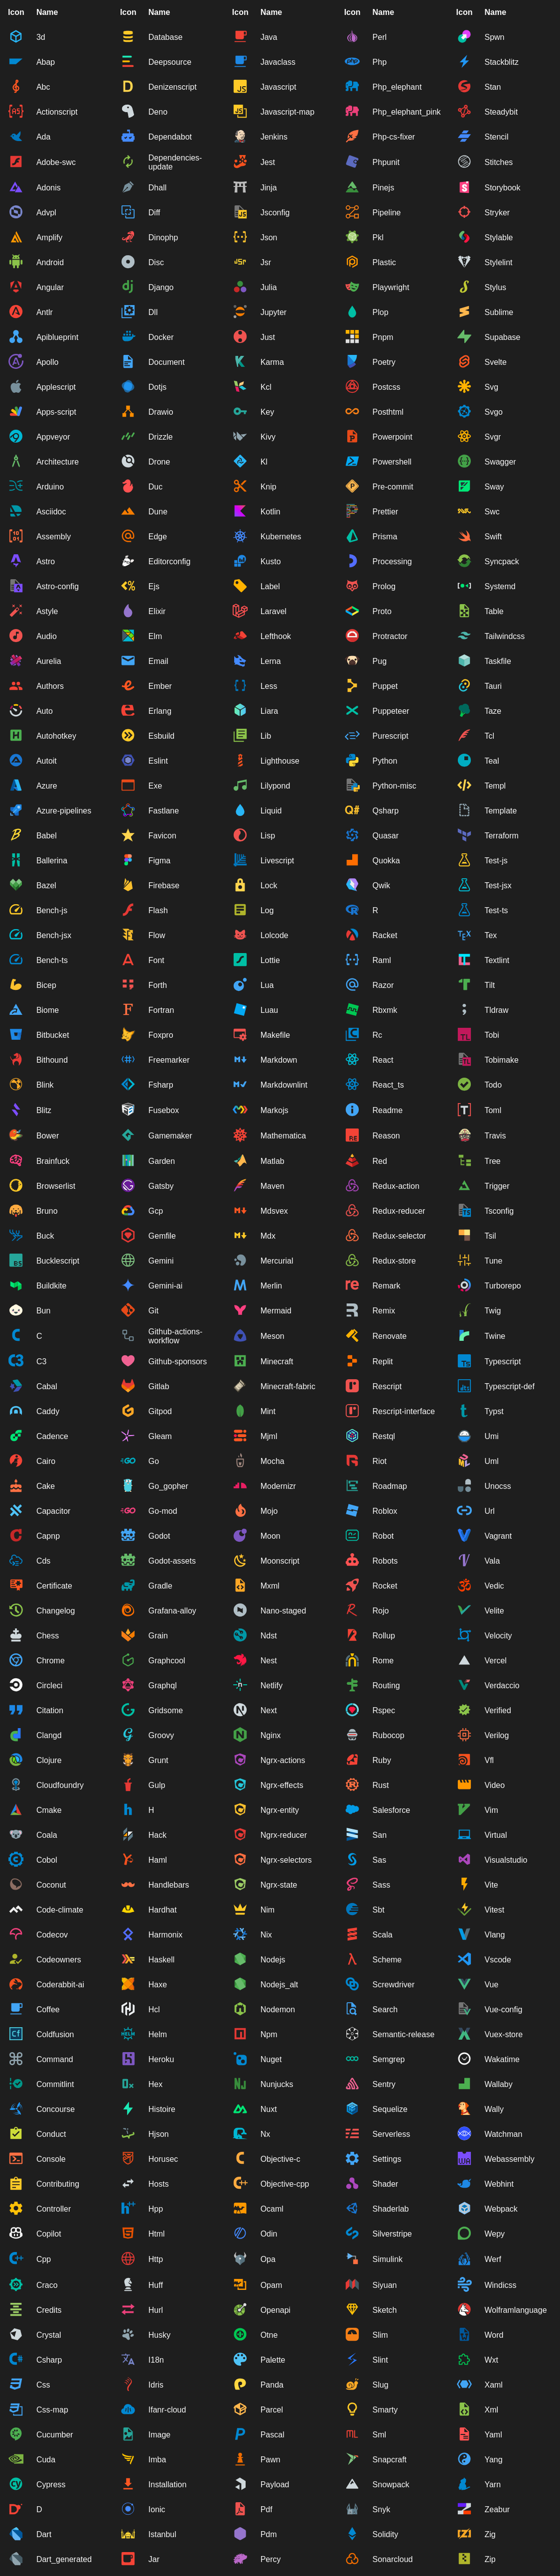 Icon Name Icon Name Icon Name Icon Name Icon Name
3d Database Java Perl Spwn
Abap Deepsource Javaclass Php Stackblitz
Abc Denizenscript Javascript Php_elephant Stan
Actionscript Deno Javascript-map Php_elephant_pink Steadybit
Ada Dependabot Jenkins Php-cs-fixer Stencil
Adobe-swc Dependencies-update Jest Phpunit Stitches
Adonis Dhall Jinja Pinejs Storybook
Advpl Diff Jsconfig Pipeline Stryker
Amplify Dinophp Json Pkl Stylable
Android Disc Jsr Plastic Stylelint
Angular Django Julia Playwright Stylus
Antlr Dll Jupyter Plop Sublime
Apiblueprint Docker Just Pnpm Supabase
Apollo Document Karma Poetry Svelte
Applescript Dotjs Kcl Postcss Svg
Apps-script Drawio Key Posthtml Svgo
Appveyor Drizzle Kivy Powerpoint Svgr
Architecture Drone Kl Powershell Swagger
Arduino Duc Knip Pre-commit Sway
Asciidoc Dune Kotlin Prettier Swc
Assembly Edge Kubernetes Prisma Swift
Astro Editorconfig Kusto Processing Syncpack
Astro-config Ejs Label Prolog Systemd
Astyle Elixir Laravel Proto Table
Audio Elm Lefthook Protractor Tailwindcss
Aurelia Email Lerna Pug Taskfile
Authors Ember Less Puppet Tauri
Auto Erlang Liara Puppeteer Taze
Autohotkey Esbuild Lib Purescript Tcl
Autoit Eslint Lighthouse Python Teal
Azure Exe Lilypond Python-misc Templ
Azure-pipelines Fastlane Liquid Qsharp Template
Babel Favicon Lisp Quasar Terraform
Ballerina Figma Livescript Quokka Test-js
Bazel Firebase Lock Qwik Test-jsx
Bench-js Flash Log R Test-ts
Bench-jsx Flow Lolcode Racket Tex
Bench-ts Font Lottie Raml Textlint
Bicep Forth Lua Razor Tilt
Biome Fortran Luau Rbxmk Tldraw
Bitbucket Foxpro Makefile Rc Tobi
Bithound Freemarker Markdown React Tobimake
Blink Fsharp Markdownlint React_ts Todo
Blitz Fusebox Markojs Readme Toml
Bower Gamemaker Mathematica Reason Travis
Brainfuck Garden Matlab Red Tree
Browserlist Gatsby Maven Redux-action Trigger
Bruno Gcp Mdsvex Redux-reducer Tsconfig
Buck Gemfile Mdx Redux-selector Tsil
Bucklescript Gemini Mercurial Redux-store Tune
Buildkite Gemini-ai Merlin Remark Turborepo
Bun Git Mermaid Remix Twig
C Github-actions-workflow Meson Renovate Twine
C3 Github-sponsors Minecraft Replit Typescript
Cabal Gitlab Minecraft-fabric Rescript Typescript-def
Caddy Gitpod Mint Rescript-interface Typst
Cadence Gleam Mjml Restql Umi
Cairo Go Mocha Riot Uml
Cake Go_gopher Modernizr Roadmap Unocss
Capacitor Go-mod Mojo Roblox Url
Capnp Godot Moon Robot Vagrant
Cds Godot-assets Moonscript Robots Vala
Certificate Gradle Mxml Rocket Vedic
Changelog Grafana-alloy Nano-staged Rojo Velite
Chess Grain Ndst Rollup Velocity
Chrome Graphcool Nest Rome Vercel
Circleci Graphql Netlify Routing Verdaccio
Citation Gridsome Next Rspec Verified
Clangd Groovy Nginx Rubocop Verilog
Clojure Grunt Ngrx-actions Ruby Vfl
Cloudfoundry Gulp Ngrx-effects Rust Video
Cmake H Ngrx-entity Salesforce Vim
Coala Hack Ngrx-reducer San Virtual
Cobol Haml Ngrx-selectors Sas Visualstudio
Coconut Handlebars Ngrx-state Sass Vite
Code-climate Hardhat Nim Sbt Vitest
Codecov Harmonix Nix Scala Vlang
Codeowners Haskell Nodejs Scheme Vscode
Coderabbit-ai Haxe Nodejs_alt Screwdriver Vue
Coffee Hcl Nodemon Search Vue-config
Coldfusion Helm Npm Semantic-release Vuex-store
Command Heroku Nuget Semgrep Wakatime
Commitlint Hex Nunjucks Sentry Wallaby
Concourse Histoire Nuxt Sequelize Wally
Conduct Hjson Nx Serverless Watchman
Console Horusec Objective-c Settings Webassembly
Contributing Hosts Objective-cpp Shader Webhint
Controller Hpp Ocaml Shaderlab Webpack
Copilot Html Odin Silverstripe Wepy
Cpp Http Opa Simulink Werf
Craco Huff Opam Siyuan Windicss
Credits Hurl Openapi Sketch Wolframlanguage
Crystal Husky Otne Slim Word
Csharp I18n Palette Slint Wxt
Css Idris Panda Slug Xaml
Css-map Ifanr-cloud Parcel Smarty Xml
Cucumber Image Pascal Sml Yaml
Cuda Imba Pawn Snapcraft Yang
Cypress Installation Payload Snowpack Yarn
D Ionic Pdf Snyk Zeabur
Dart Istanbul Pdm Solidity Zig
Dart_generated Jar Percy Sonarcloud Zip